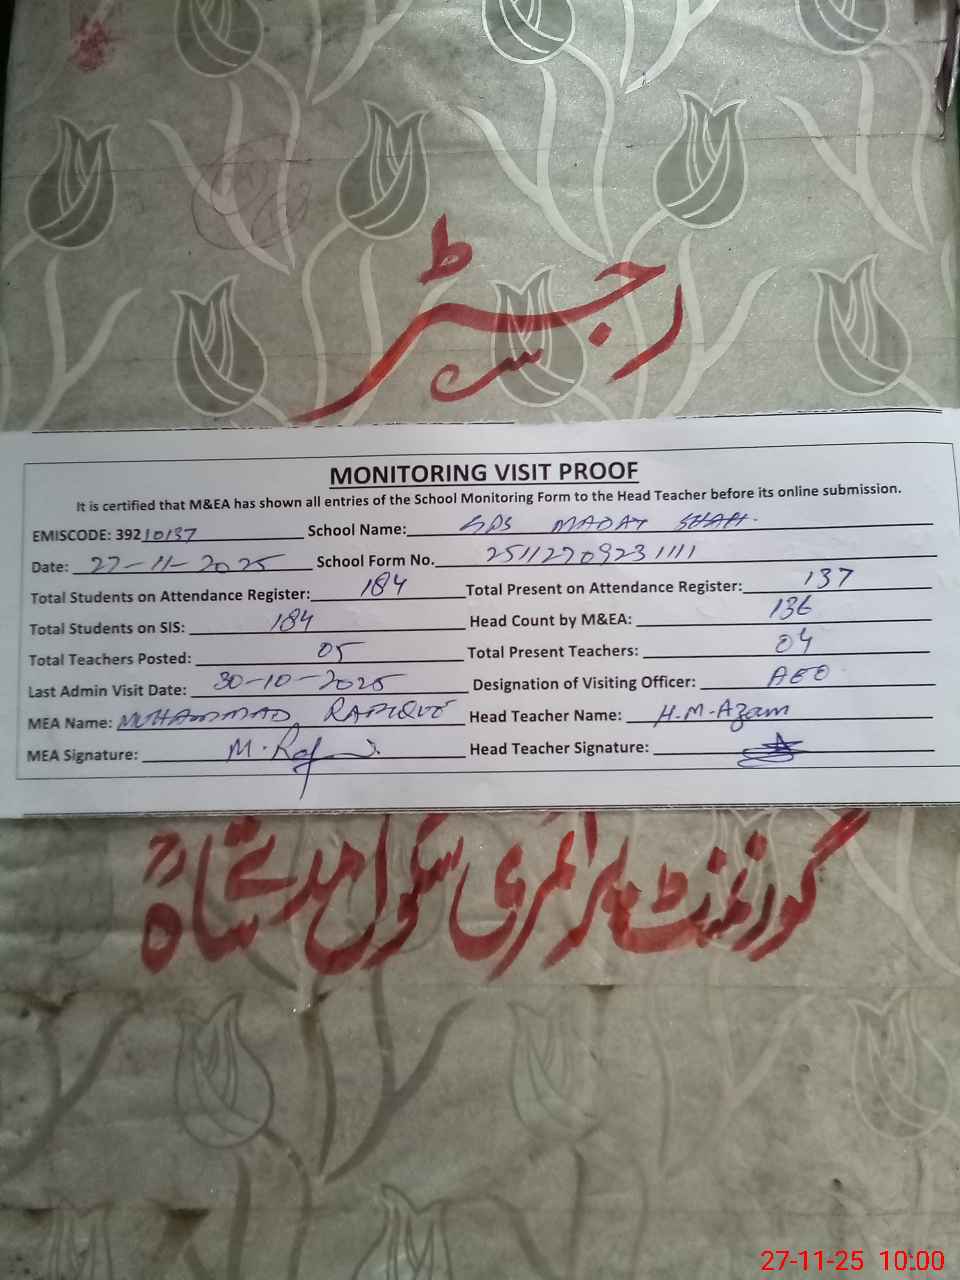 رجسٹر
MONITORING VISIT PROOF
It is certified that M&EA has shown all entries of the School Monitoring Form to the Head Teacher before its online submission.
EMISCODE: 39210137 School Name: GPS MADAY SHAH.
Date: 27-11-2025 School Form No. 25112709231111
Total Students on Attendance Register: 184 Total Present on Attendance Register: 137
Total Students on SIS: 184 Head Count by M&EA: 136
Total Teachers Posted: 05 Total Present Teachers: 04
Last Admin Visit Date: 30-10-2025 Designation of Visiting Officer: AEO
MEA Name: MUHAMMAD RAFIQUE Head Teacher Name: H.M.Azam
MEA Signature: Head Teacher Signature:
گورنمنٹ پرائمری سکول مدے شاہ
27-11-25 10:00